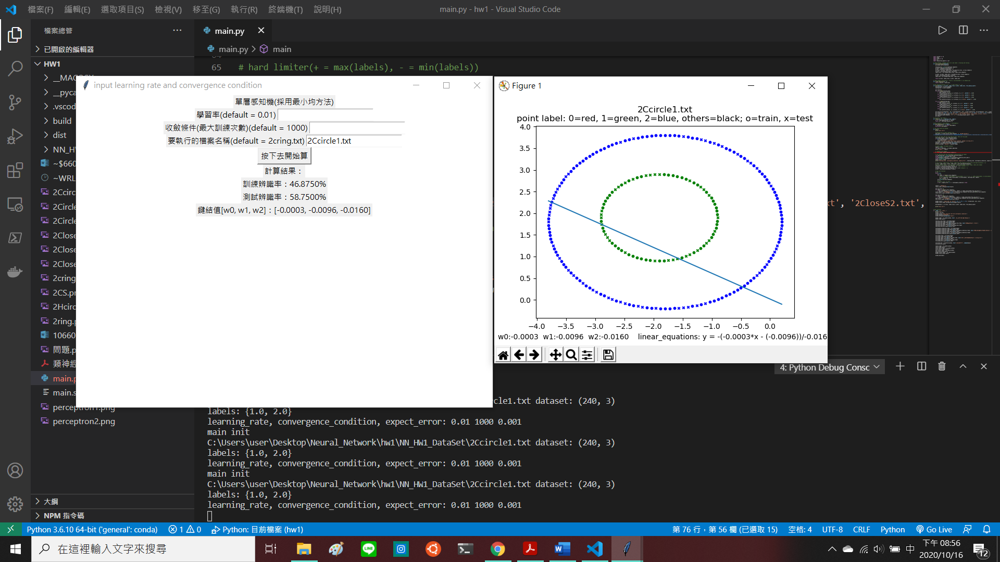 檔案(F) 編輯(E) 選取項目(S) 檢視(V) 移至(G) 執行(R) 終端機(T) 說明(H)
main.py - hw1 - Visual Studio Code
檔案總管
main.py
已開啟的編輯器
main.py > main
HW1
65 # hard limiter(+ = max(labels), - = min(labels))
__pyca
.vscod
build
dist
NN_H
~$660
~WRL
2Ccirc
2Circle
2Circle
2Close
2Close
2Close
2cring
2CS.p
2Hcirc
2ring.p
10660
問題.p
類神經
main.p
main.s
perceptron1.png
perceptron2.png
大綱
NPM 指令碼
input learning rate and convergence condition
單層感知機(採用最小均方法)
學習率(default = 0.01)
收斂條件(最大訓練次數)(default = 1000)
要執行的檔案名稱(default = 2cring.txt) 2Ccircle1.txt
按下去開始算
計算結果：
訓練辨識率：46.8750%
測試辨識率：58.7500%
鍵結值[w0, w1, w2]：[-0.0003, -0.0096, -0.0160]
Figure 1
2Ccircle1.txt
point label: 0=red, 1=green, 2=blue, others=black; o=train, x=test
4.0
3.5
3.0
2.5
2.0
1.5
1.0
0.5
0.0
−4.0 −3.5 −3.0 −2.5 −2.0 −1.5 −1.0 −0.5 0.0
w0:-0.0003 w1:-0.0096 w2:-0.0160 linear_equations: y = -(-0.0003*x - (-0.0096))/-0.016
xt', '2CloseS2.txt',
4: Python Debug Consc
cle1.txt dataset: (240, 3)
labels: {1.0, 2.0}
learning_rate, convergence_condition, expect_error: 0.01 1000 0.001
main init
C:\Users\user\Desktop\Neural_Network\hw1\NN_HW1_DataSet\2Ccircle1.txt dataset: (240, 3)
labels: {1.0, 2.0}
learning_rate, convergence_condition, expect_error: 0.01 1000 0.001
main init
C:\Users\user\Desktop\Neural_Network\hw1\NN_HW1_DataSet\2Ccircle1.txt dataset: (240, 3)
labels: {1.0, 2.0}
learning_rate, convergence_condition, expect_error: 0.01 1000 0.001
Python 3.6.10 64-bit ('general': conda) 1 0 Python: 目前檔案 (hw1)
第 76 行，第 56 欄 (已選取 15) 空格: 4 UTF-8 CRLF Python Go Live
在這裡輸入文字來搜尋
LINE
中
下午 08:56
2020/10/16
12